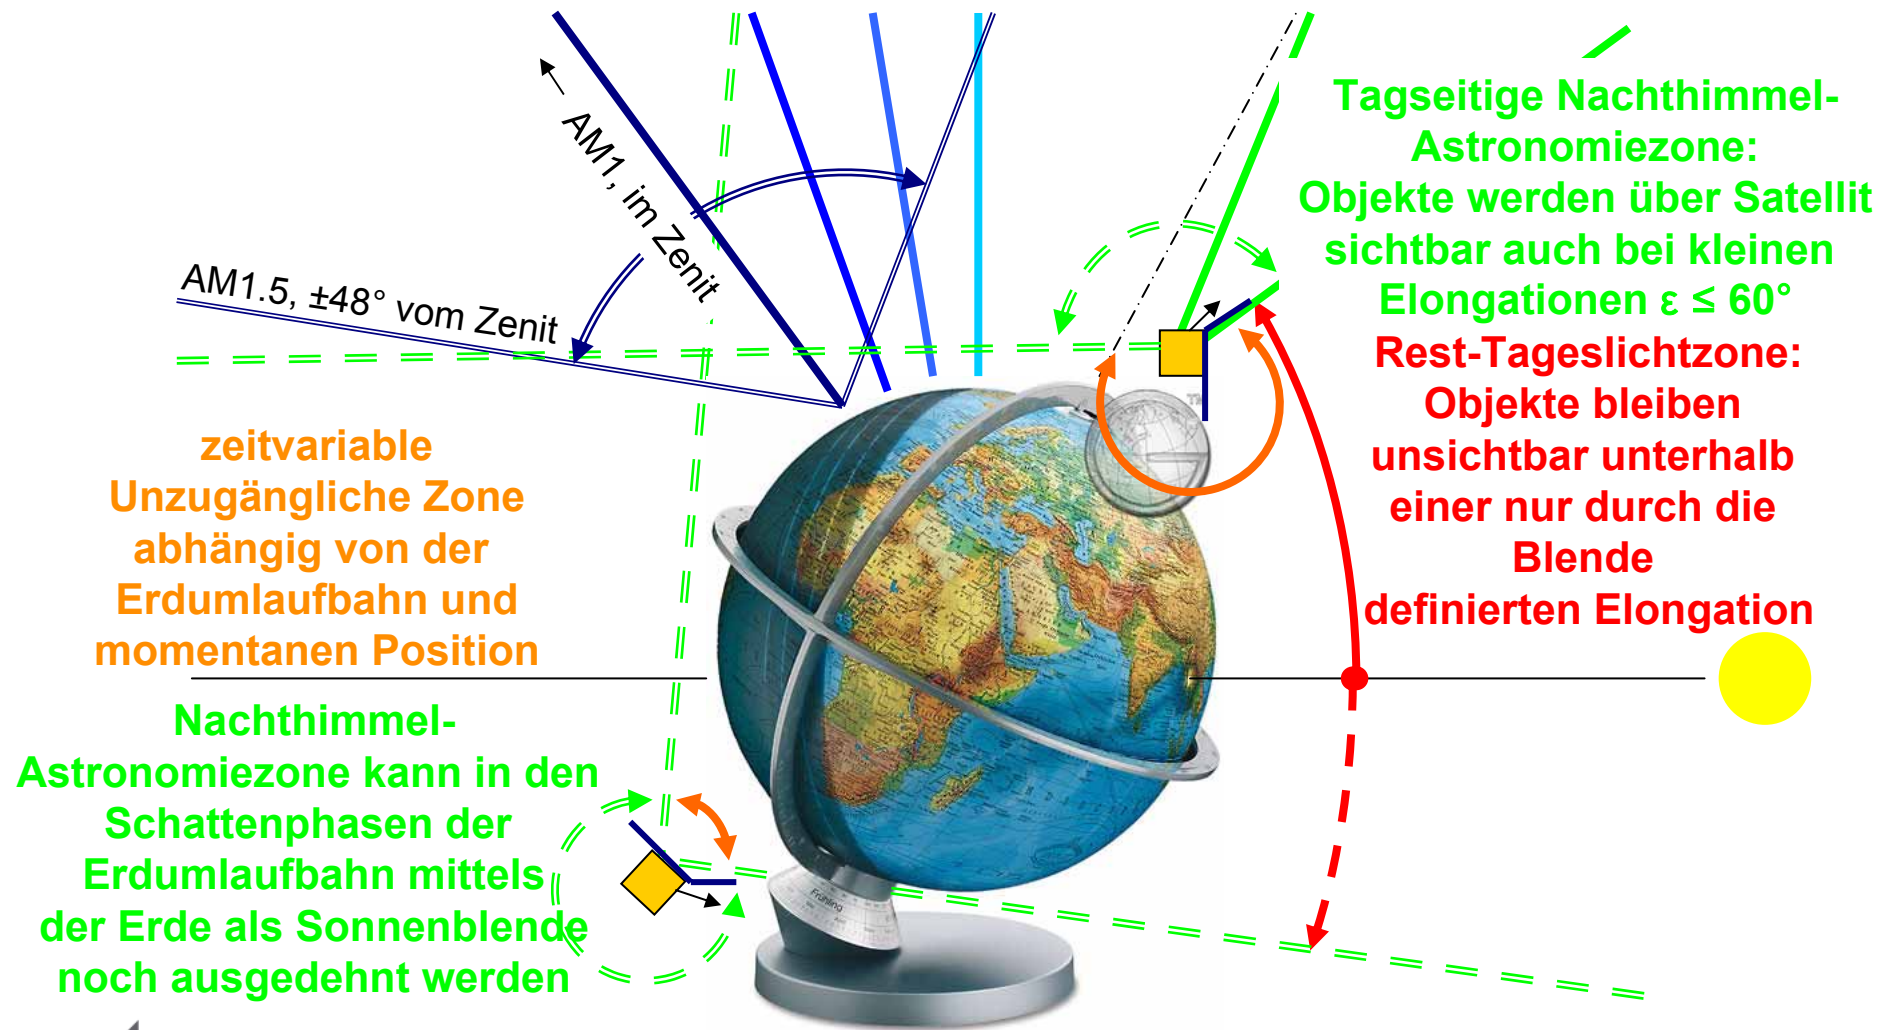 AM1, im Zenit
AM1.5, ±48° vom Zenit
Tagseitige Nachthimmel-
Astronomiezone:
Objekte werden über Satellit
sichtbar auch bei kleinen
Elongationen ε ≤ 60°
Rest-Tageslichtzone:
Objekte bleiben
unsichtbar unterhalb
einer nur durch die
Blende
definierten Elongation
zeitvariable
Unzugängliche Zone
abhängig von der
Erdumlaufbahn und
momentanen Position
Nachthimmel-
Astronomiezone kann in den
Schattenphasen der
Erdumlaufbahn mittels
der Erde als Sonnenblende
noch ausgedehnt werden
Frühling